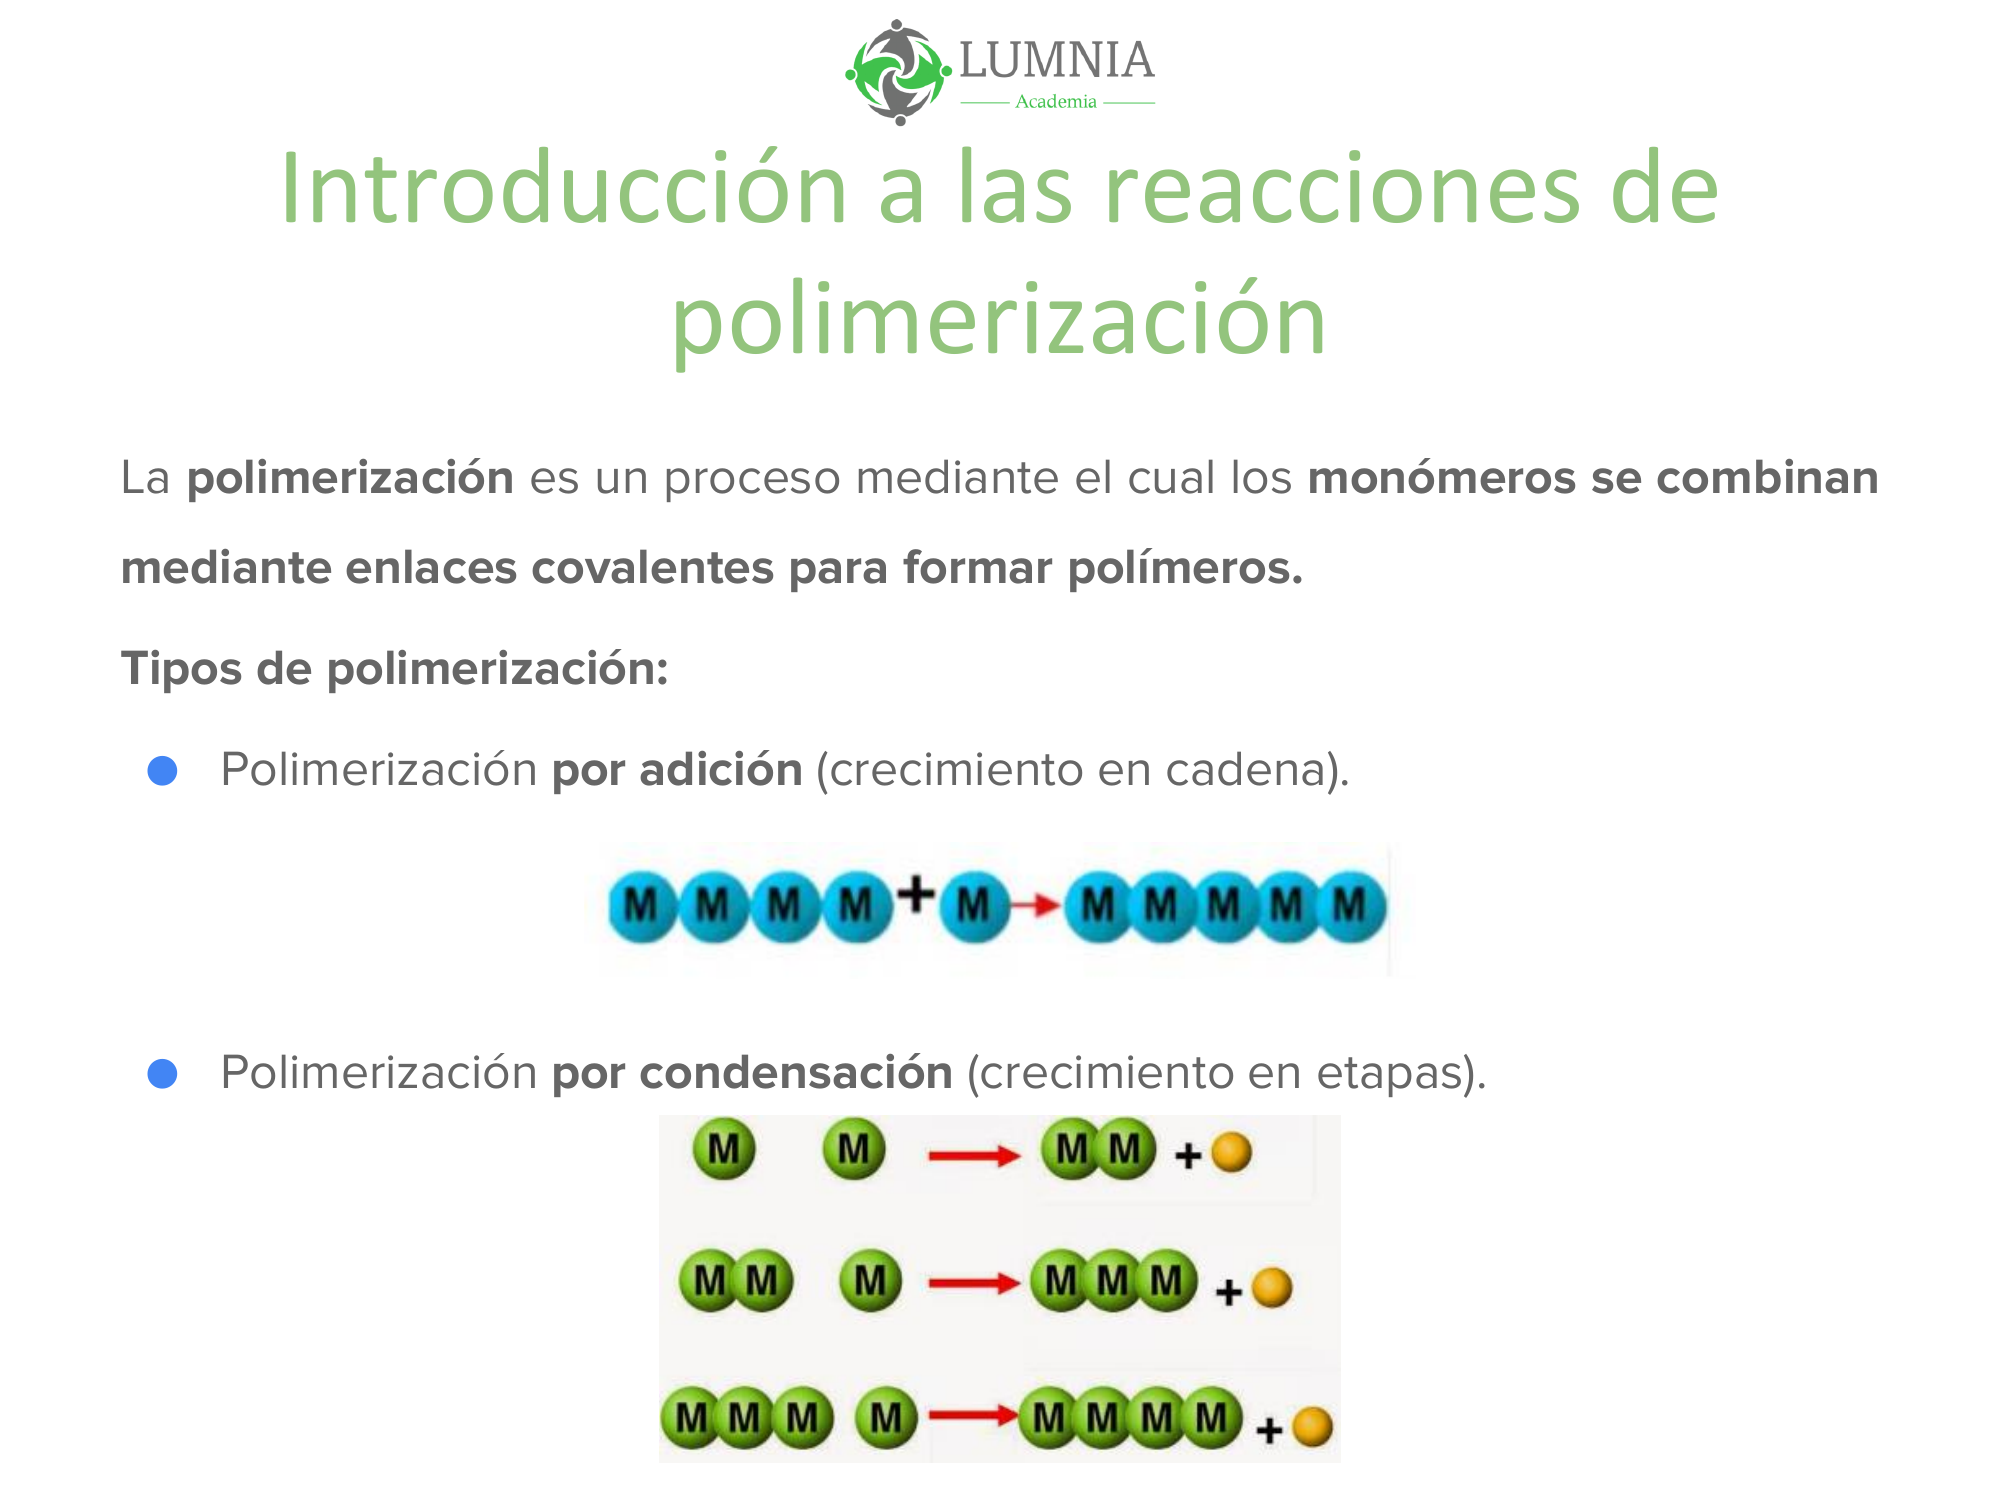 LUMNIA
Academia
Introducción a las reacciones de
polimerización
La polimerización es un proceso mediante el cual los monómeros se combinan
mediante enlaces covalentes para formar polímeros.
Tipos de polimerización:
● Polimerización por adición (crecimiento en cadena).
M M M M + M M M M M M
● Polimerización por condensación (crecimiento en etapas).
M M M M +
M M M M M M +
M M M M M M M M +